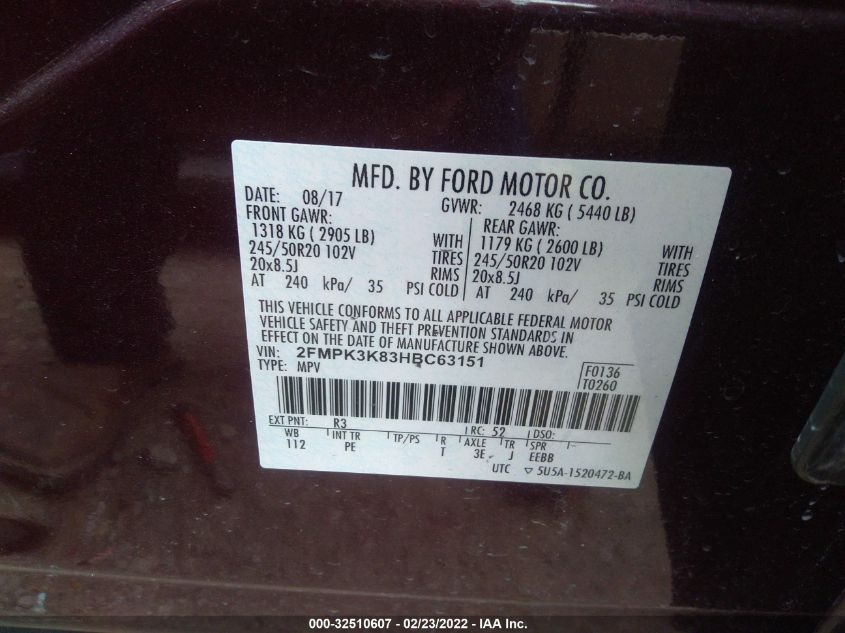 MFD. BY FORD MOTOR CO.
DATE: 08/17 GVWR: 2468 KG ( 5440 LB)
FRONT GAWR: REAR GAWR:
1318 KG ( 2905 LB) WITH 1179 KG ( 2600 LB) WITH
245/50R20 102V TIRES 245/50R20 102V TIRES
20x8.5J RIMS 20x8.5J RIMS
AT 240 kPa/ 35 PSI COLD AT 240 kPa/ 35 PSI COLD
THIS VEHICLE CONFORMS TO ALL APPLICABLE FEDERAL MOTOR
VEHICLE SAFETY AND THEFT PREVENTION STANDARDS IN
EFFECT ON THE DATE OF MANUFACTURE SHOWN ABOVE.
VIN: 2FMPK3K83HBC63151
TYPE: MPV
F0136
T0260
EXT PNT: R3 RC: 52 DSO:
WB INT TR TP/PS R AXLE TR SPR
112 PE T 3E J EEBB
UTC ▽ 5U5A-1520472-BA
000-32510607 - 02/23/2022 - IAA Inc.